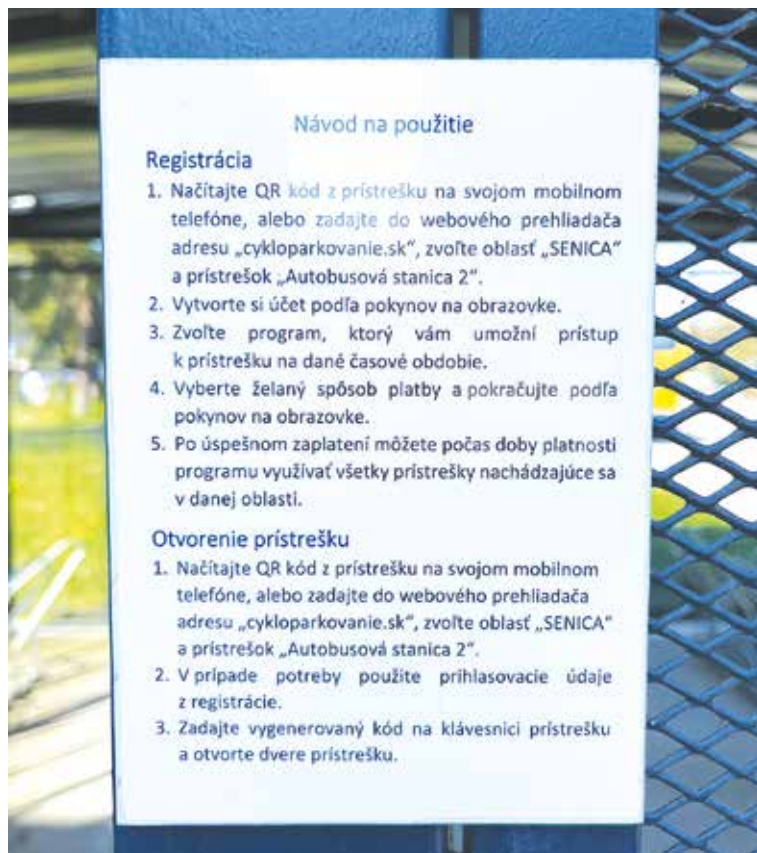 Návod na použitie
Registrácia
1. Načítajte QR kód z prístrešku na svojom mobilnom
telefóne, alebo zadajte do webového prehliadača
adresu „cykloparkovanie.sk“, zvoľte oblasť „SENICA“
a prístrešok „Autobusová stanica 2“.
2. Vytvorte si účet podľa pokynov na obrazovke.
3. Zvoľte program, ktorý vám umožní prístup
k prístrešku na dané časové obdobie.
4. Vyberte želaný spôsob platby a pokračujte podľa
pokynov na obrazovke.
5. Po úspešnom zaplatení môžete počas doby platnosti
programu využívať všetky prístrešky nachádzajúce sa
v danej oblasti.
Otvorenie prístrešku
1. Načítajte QR kód z prístrešku na svojom mobilnom
telefóne, alebo zadajte do webového prehliadača
adresu „cykloparkovanie.sk“, zvoľte oblasť „SENICA“
a prístrešok „Autobusová stanica 2“.
2. V prípade potreby použite prihlasovacie údaje
z registrácie.
3. Zadajte vygenerovaný kód na klávesnici prístrešku
a otvorte dvere prístrešku.